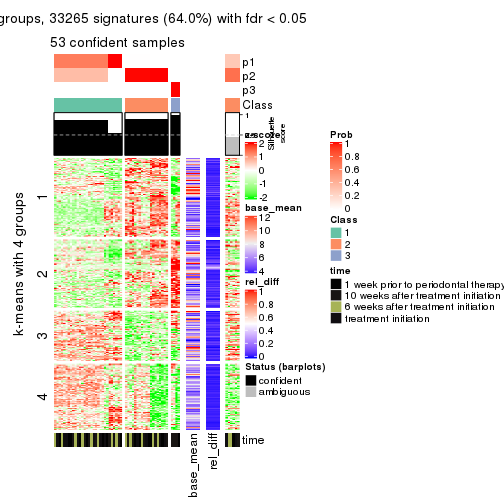 groups, 33265 signatures (64.0%) with fdr < 0.05
53 confident samples
p1
p2
p3
Class
1
Silhouette
score
z-score
2
-2
base_mean
12
10
8
6
4
rel_diff
1
0.8
0.6
0.4
0.2
0
Status (barplots)
confident
ambiguous
Prob
1
0.8
0.6
0.4
0.2
0
Class
1
2
3
time
1 week prior to periodontal therapy
10 weeks after treatment initiation
6 weeks after treatment initiation
treatment initiation
k-means with 4 groups
1
2
3
4
time
base_mean
rel_diff